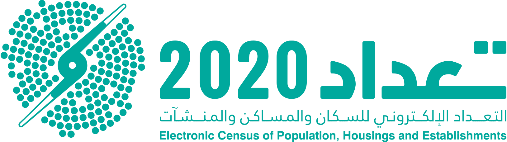 تعداد 2020
التعداد الإلكتروني للسكان والمساكن والمنشآت
Electronic Census of Population, Housings and Establishments